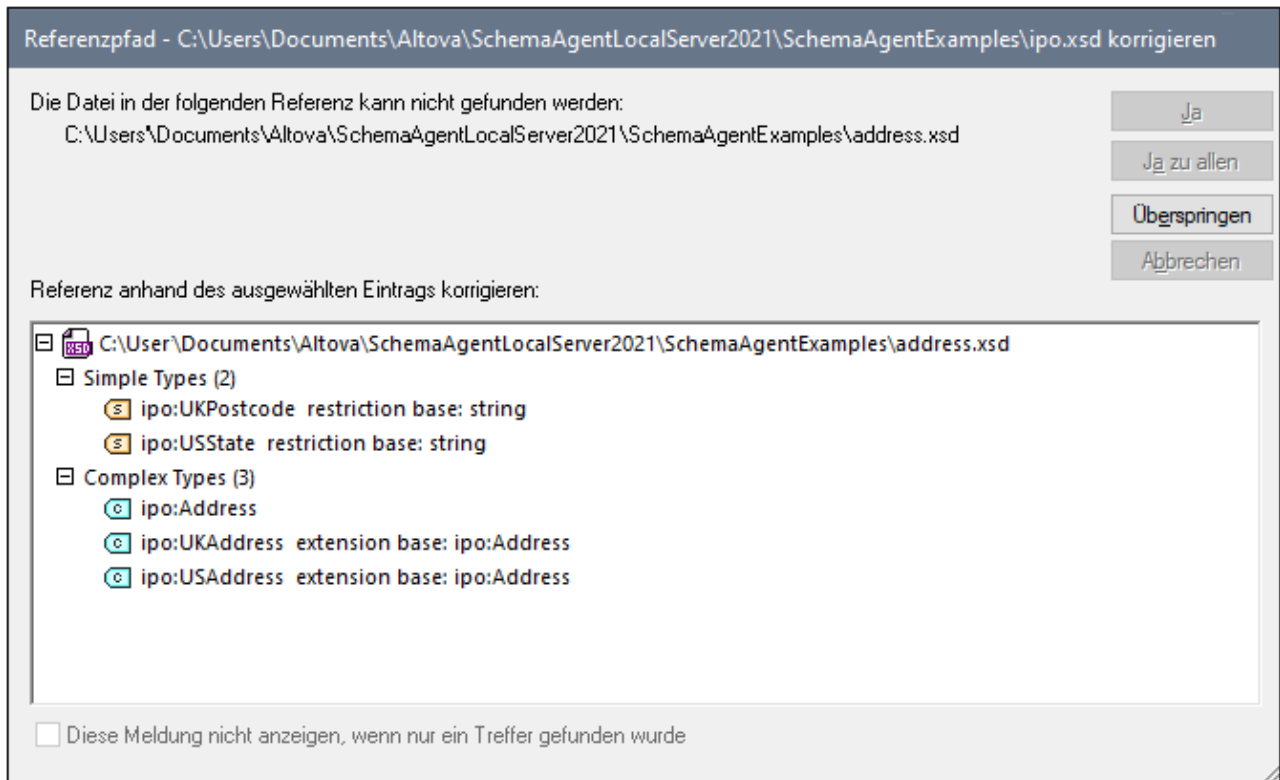 Referenzpfad - C:\Users\Documents\Altova\SchemaAgentLocalServer2021\SchemaAgentExamples\ipo.xsd korrigieren
Die Datei in der folgenden Referenz kann nicht gefunden werden:
C:\Users'\Documents\Altova\SchemaAgentLocalServer2021\SchemaAgentExamples\address.xsd
Ja
Ja zu allen
Überspringen
Abbrechen
Referenz anhand des ausgewählten Eintrags korrigieren:
XSD C:\User\Documents\Altova\SchemaAgentLocalServer2021\SchemaAgentExamples\address.xsd
Simple Types (2)
s ipo:UKPostcode restriction base: string
s ipo:USState restriction base: string
Complex Types (3)
c ipo:Address
c ipo:UKAddress extension base: ipo:Address
c ipo:USAddress extension base: ipo:Address
Diese Meldung nicht anzeigen, wenn nur ein Treffer gefunden wurde